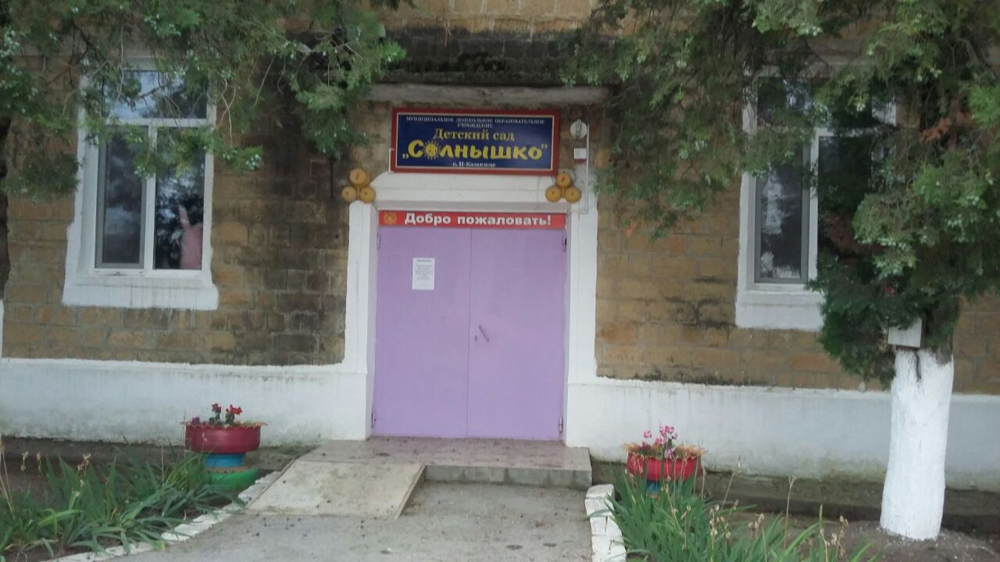 МУНИЦИПАЛЬНОЕ ДОШКОЛЬНОЕ ОБРАЗОВАТЕЛЬНОЕ
УЧРЕЖДЕНИЕ
Детский сад
„Солнышко”
Добро пожаловать!